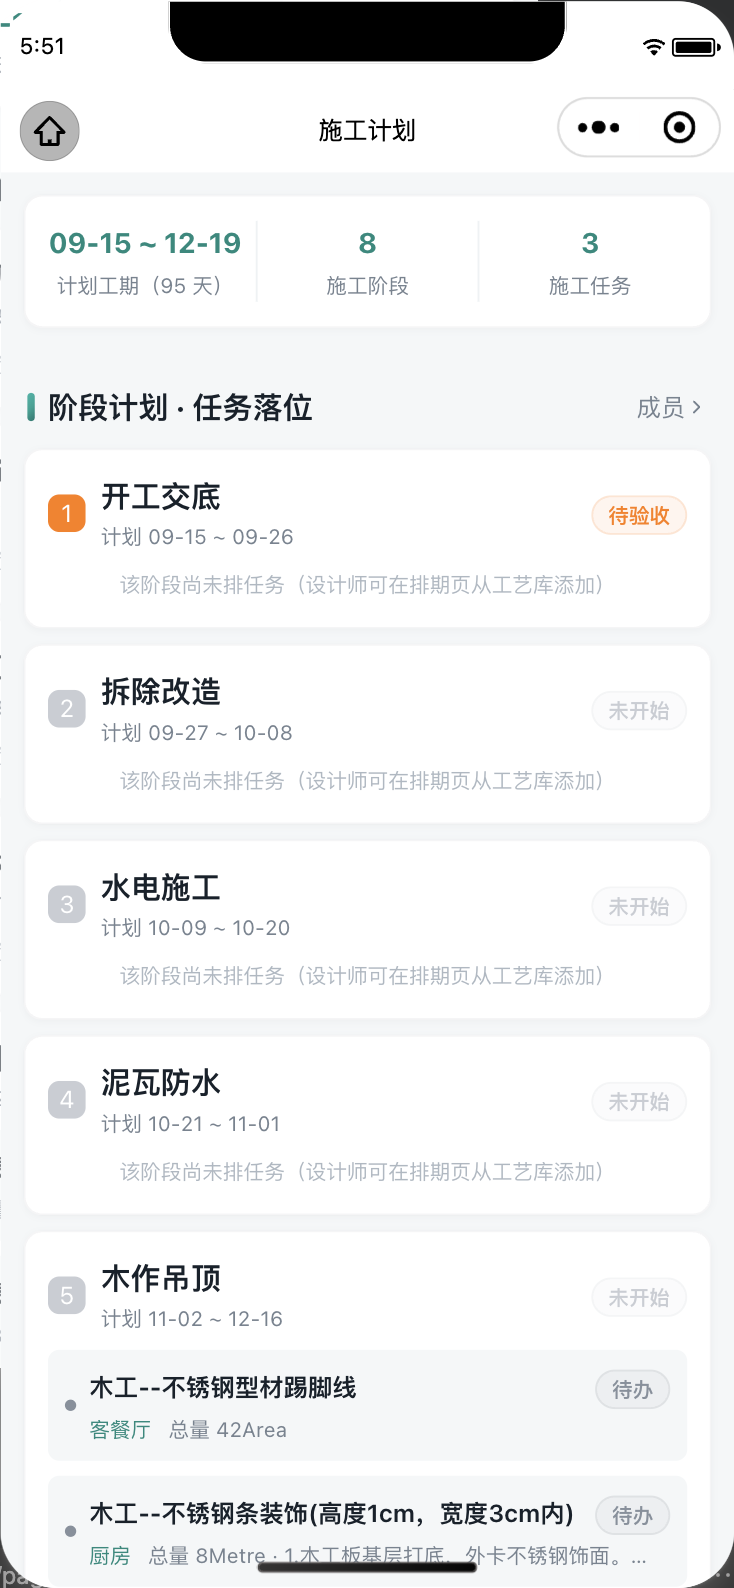 5:51
施工计划
09-15 ~ 12-19
计划工期（95 天）
8
施工阶段
3
施工任务
阶段计划 · 任务落位
成员
1
开工交底
计划 09-15 ~ 09-26
待验收
该阶段尚未排任务（设计师可在排期页从工艺库添加）
2
拆除改造
计划 09-27 ~ 10-08
未开始
该阶段尚未排任务（设计师可在排期页从工艺库添加）
3
水电施工
计划 10-09 ~ 10-20
未开始
该阶段尚未排任务（设计师可在排期页从工艺库添加）
4
泥瓦防水
计划 10-21 ~ 11-01
未开始
该阶段尚未排任务（设计师可在排期页从工艺库添加）
5
木作吊顶
计划 11-02 ~ 12-16
未开始
木工--不锈钢型材踢脚线
待办
客餐厅 总量 42Area
木工--不锈钢条装饰(高度1cm，宽度3cm内)
待办
厨房 总量 8Metre · 1.木工板基层打底、外卡不锈钢饰面。...